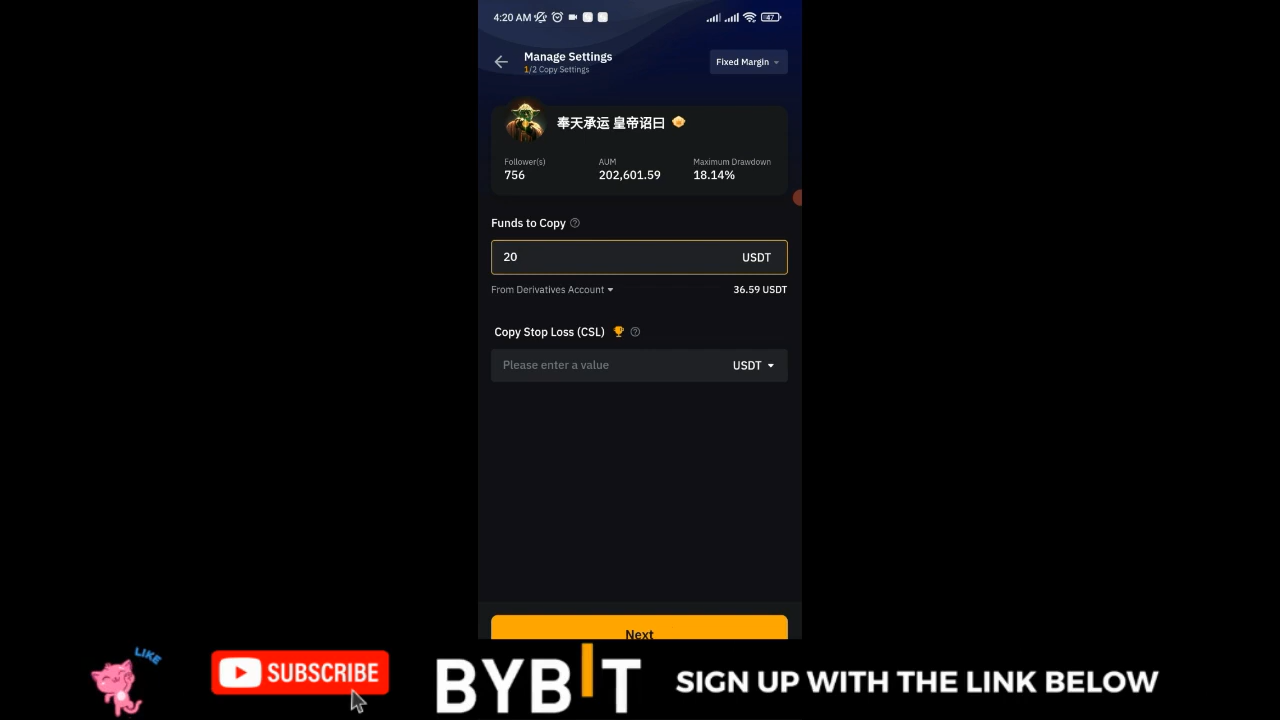 4:20 AM
47
Manage Settings
Fixed Margin
1/2 Copy Settings
奉天承运 皇帝诏曰
Follower(s) AUM Maximum Drawdown
756 202,601.59 18.14%
Funds to Copy
20 USDT
From Derivatives Account 36.59 USDT
Copy Stop Loss (CSL)
Please enter a value USDT
Next
LIKE
SUBSCRIBE
BYBIT
SIGN UP WITH THE LINK BELOW